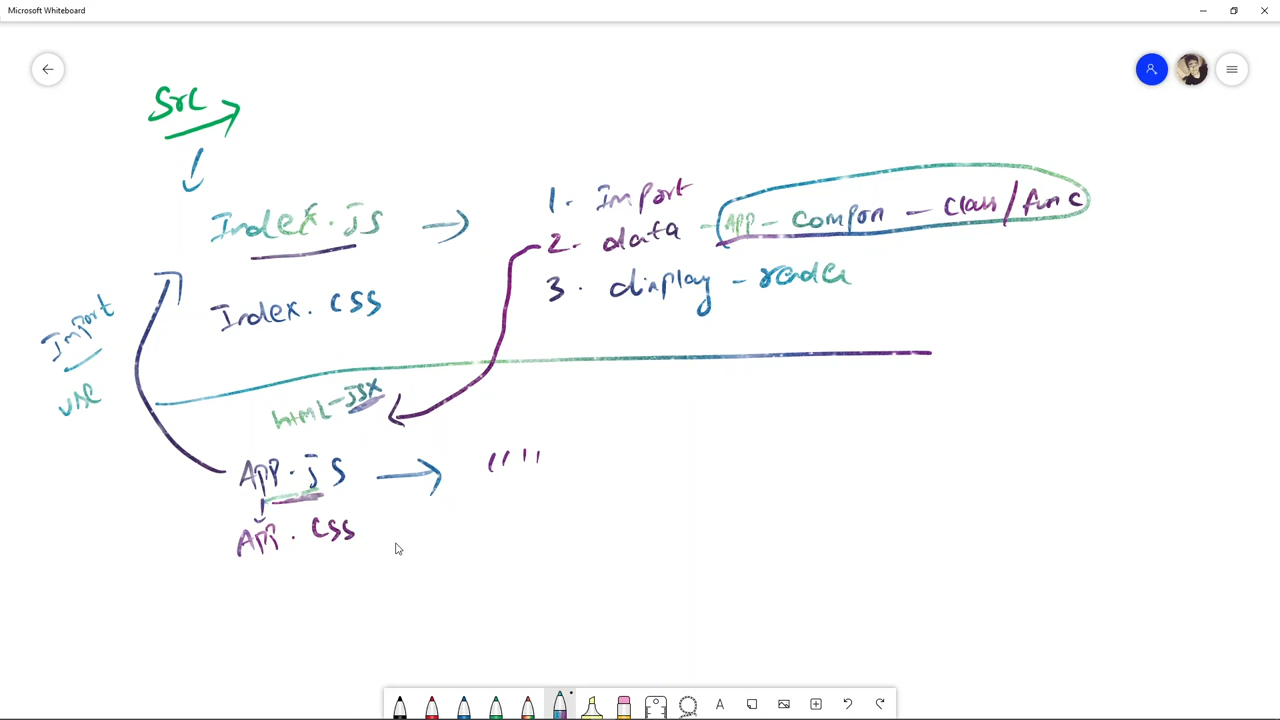 Microsoft Whiteboard
Src
Index.js
1. Import
2. data - APP - Compon - Class/func
3. display - render
Index.css
Import
use
html-jsx
App.js
App.css
A